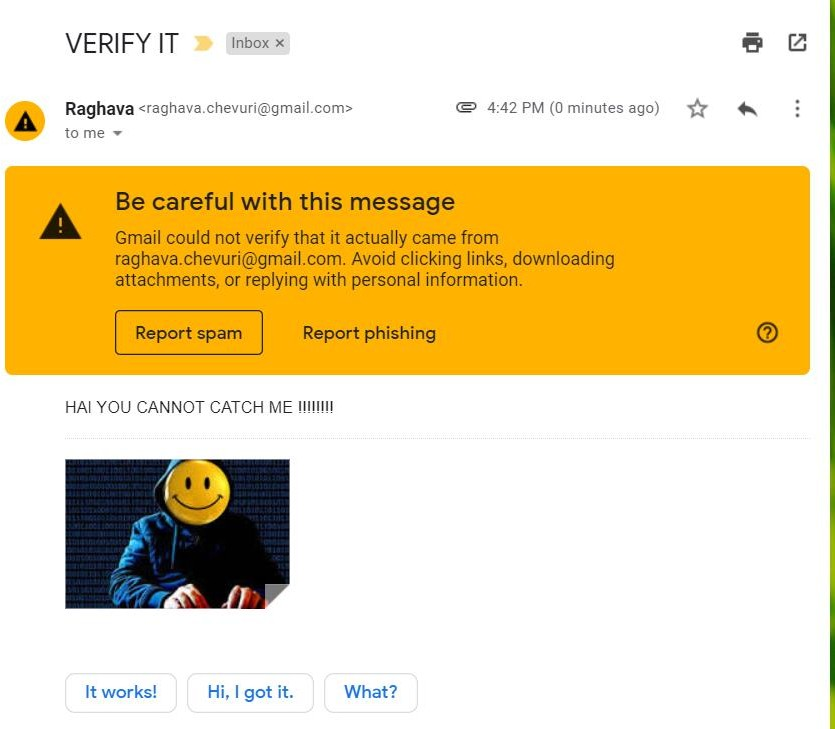 VERIFY IT
Inbox ×
Raghava <raghava.chevuri@gmail.com>
4:42 PM (0 minutes ago)
to me
Be careful with this message
Gmail could not verify that it actually came from
raghava.chevuri@gmail.com. Avoid clicking links, downloading
attachments, or replying with personal information.
Report spam
Report phishing
HAI YOU CANNOT CATCH ME !!!!!!!!
It works!
Hi, I got it.
What?